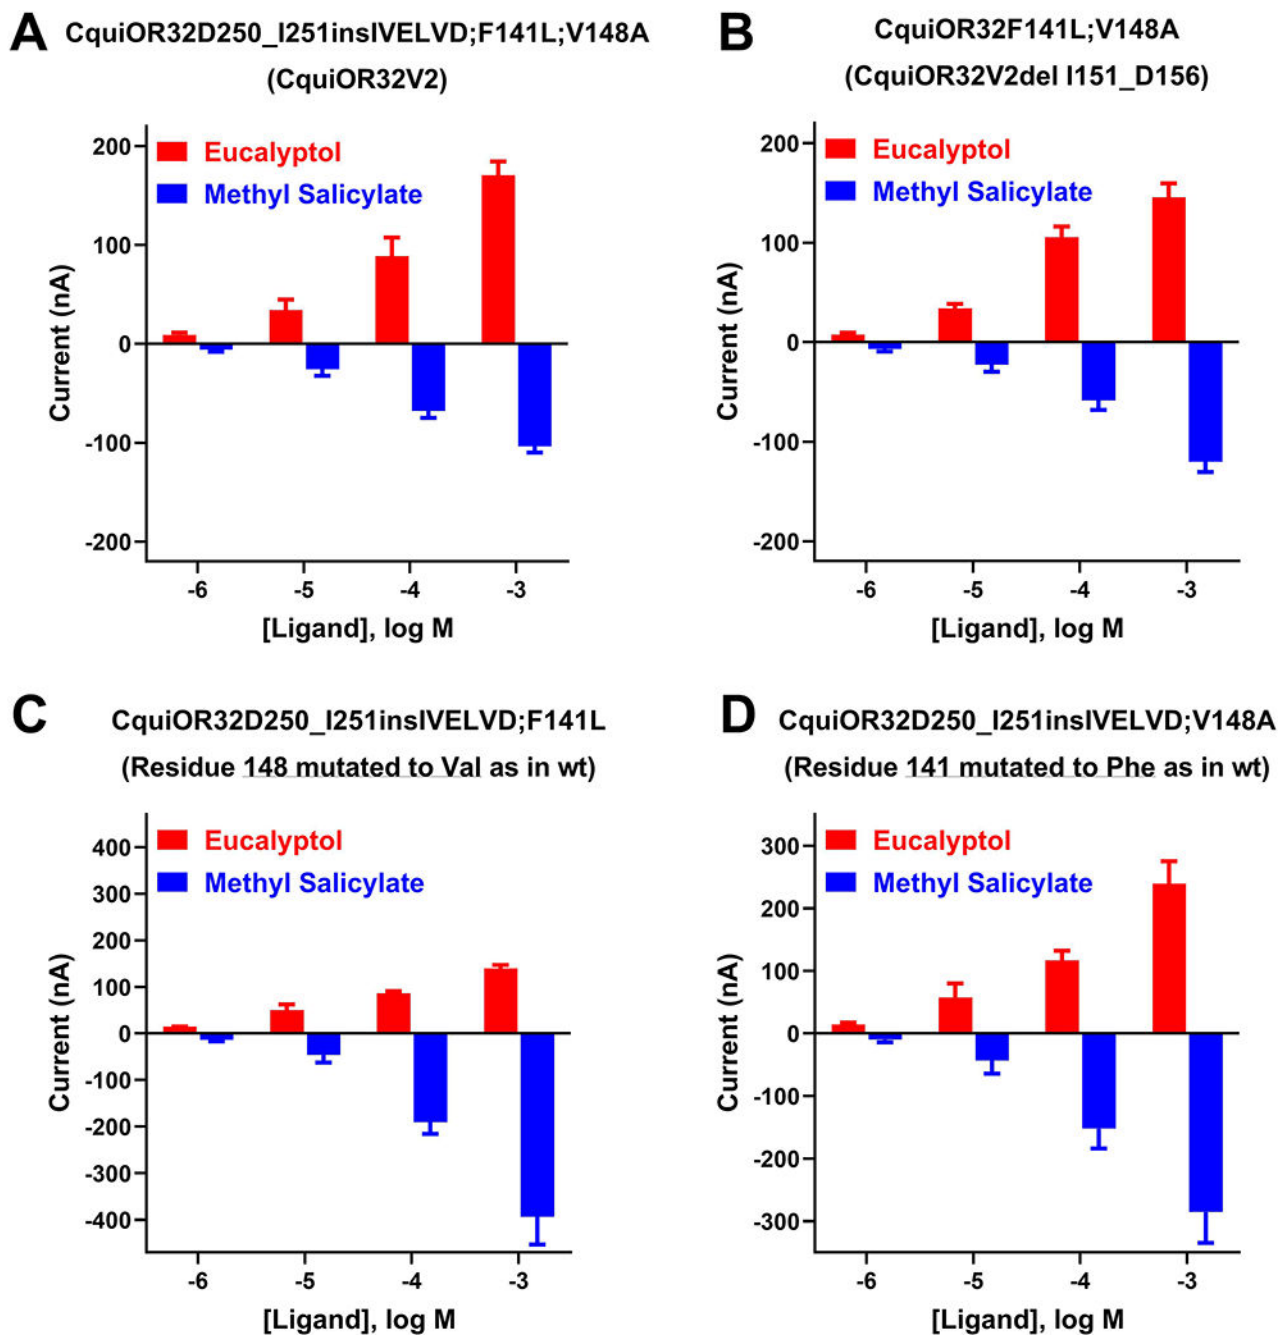 A CquiOR32D250_I251insIVELVD;F141L;V148A
(CquiOR32V2)
Eucalyptol
Methyl Salicylate
200
100
0
-100
-200
Current (nA)
-6 -5 -4 -3
[Ligand], log M
B CquiOR32F141L;V148A
(CquiOR32V2del I151_D156)
Eucalyptol
Methyl Salicylate
200
100
0
-100
-200
Current (nA)
-6 -5 -4 -3
[Ligand], log M
C CquiOR32D250_I251insIVELVD;F141L
(Residue 148 mutated to Val as in wt)
Eucalyptol
Methyl Salicylate
400
300
200
100
0
-100
-200
-300
-400
Current (nA)
-6 -5 -4 -3
[Ligand], log M
D CquiOR32D250_I251insIVELVD;V148A
(Residue 141 mutated to Phe as in wt)
Eucalyptol
Methyl Salicylate
300
200
100
0
-100
-200
-300
Current (nA)
-6 -5 -4 -3
[Ligand], log M